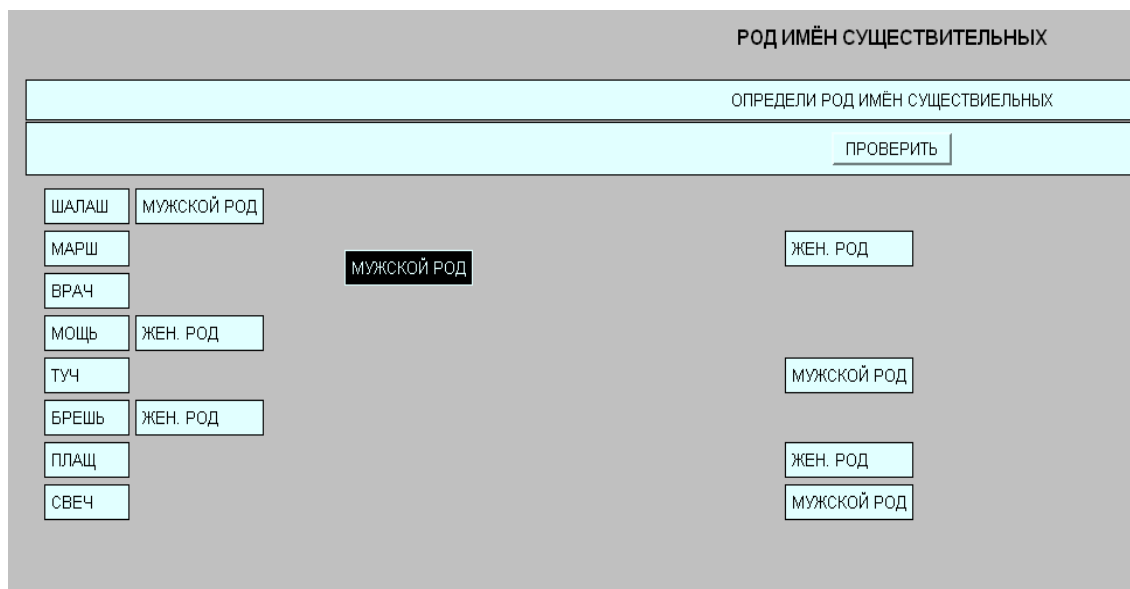 РОД ИМЁН СУЩЕСТВИТЕЛЬНЫХ
ОПРЕДЕЛИ РОД ИМЁН СУЩЕСТВИЕЛЬНЫХ
ПРОВЕРИТЬ
ШАЛАШ МУЖСКОЙ РОД
МАРШ ЖЕН. РОД
МУЖСКОЙ РОД
ВРАЧ
МОЩЬ ЖЕН. РОД
ТУЧ МУЖСКОЙ РОД
БРЕШЬ ЖЕН. РОД
ПЛАЩ ЖЕН. РОД
СВЕЧ МУЖСКОЙ РОД